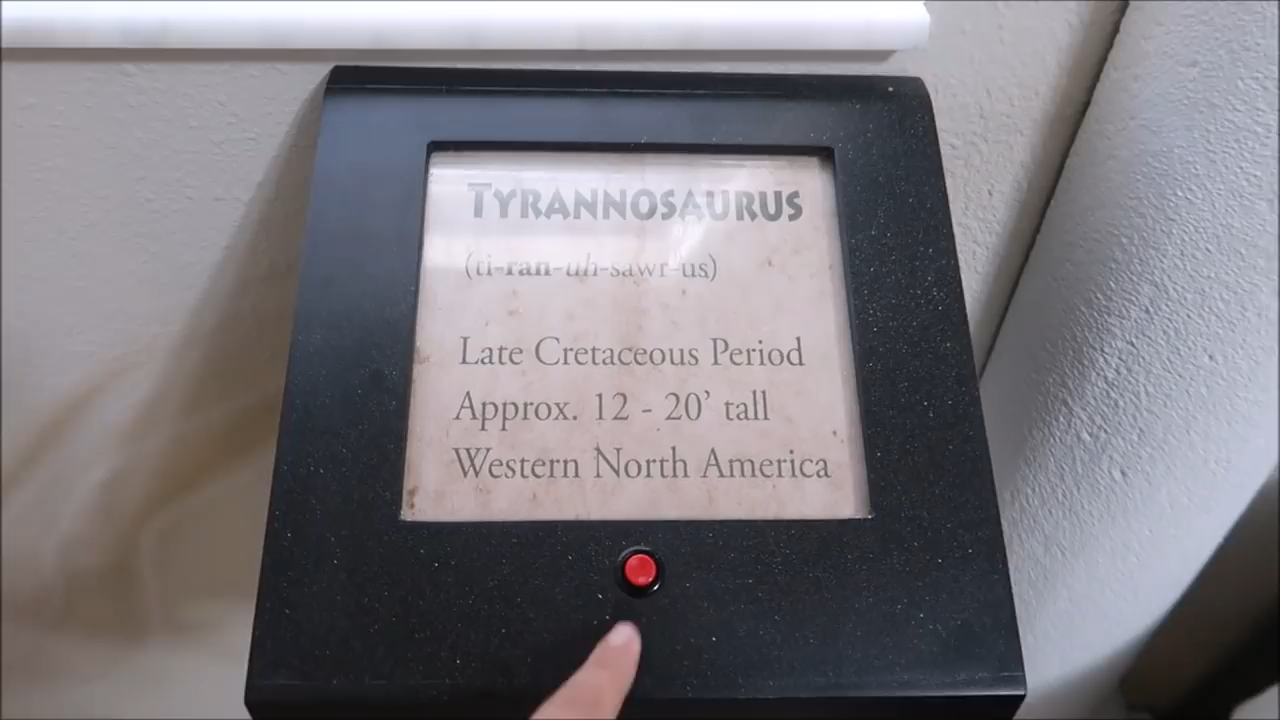 TYRANNOSAURUS
(ti-ran-uh-sawr-us)
Late Cretaceous Period
Approx. 12 - 20’ tall
Western North America